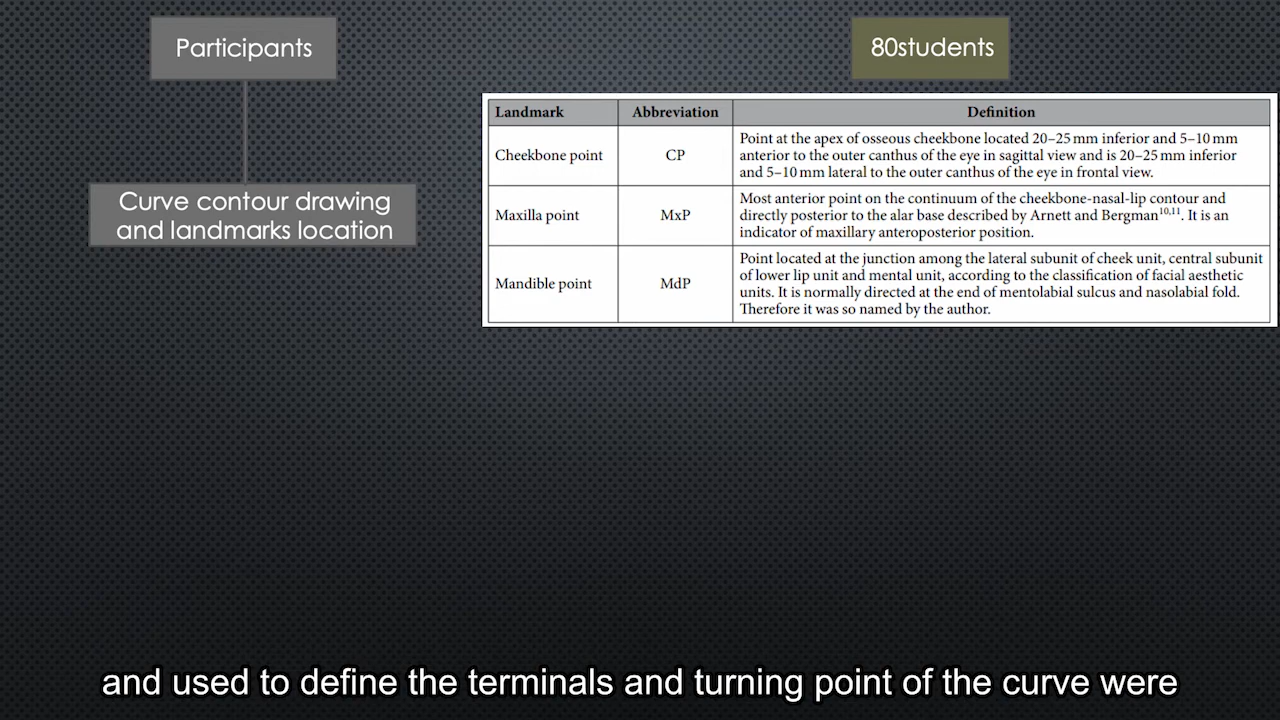 Participants
80students
Curve contour drawing
and landmarks location
Landmark Abbreviation Definition
Cheekbone point CP Point at the apex of osseous cheekbone located 20–25 mm inferior and 5–10 mm
anterior to the outer canthus of the eye in sagittal view and is 20–25 mm inferior
and 5–10 mm lateral to the outer canthus of the eye in frontal view.
Maxilla point MxP Most anterior point on the continuum of the cheekbone-nasal-lip contour and
directly posterior to the alar base described by Arnett and Bergman10,11. It is an
indicator of maxillary anteroposterior position.
Mandible point MdP Point located at the junction among the lateral subunit of cheek unit, central subunit
of lower lip unit and mental unit, according to the classification of facial aesthetic
units. It is normally directed at the end of mentolabial sulcus and nasolabial fold.
Therefore it was so named by the author.
and used to define the terminals and turning point of the curve were